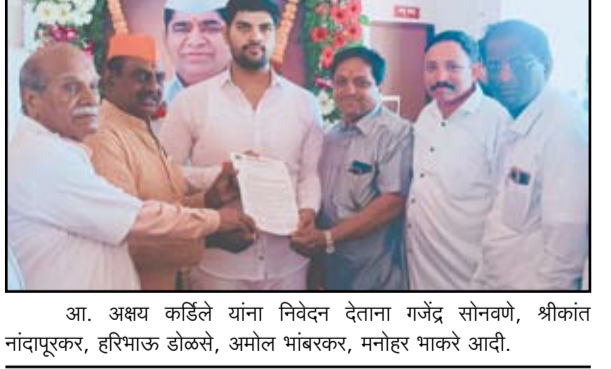 आ. अक्षय कर्डिले यांना निवेदन देताना गजेंद्र सोनवणे, श्रीकांत
नांदापूरकर, हरिभाऊ डोळसे, अमोल भांबरकर, मनोहर भाकरे आदी.